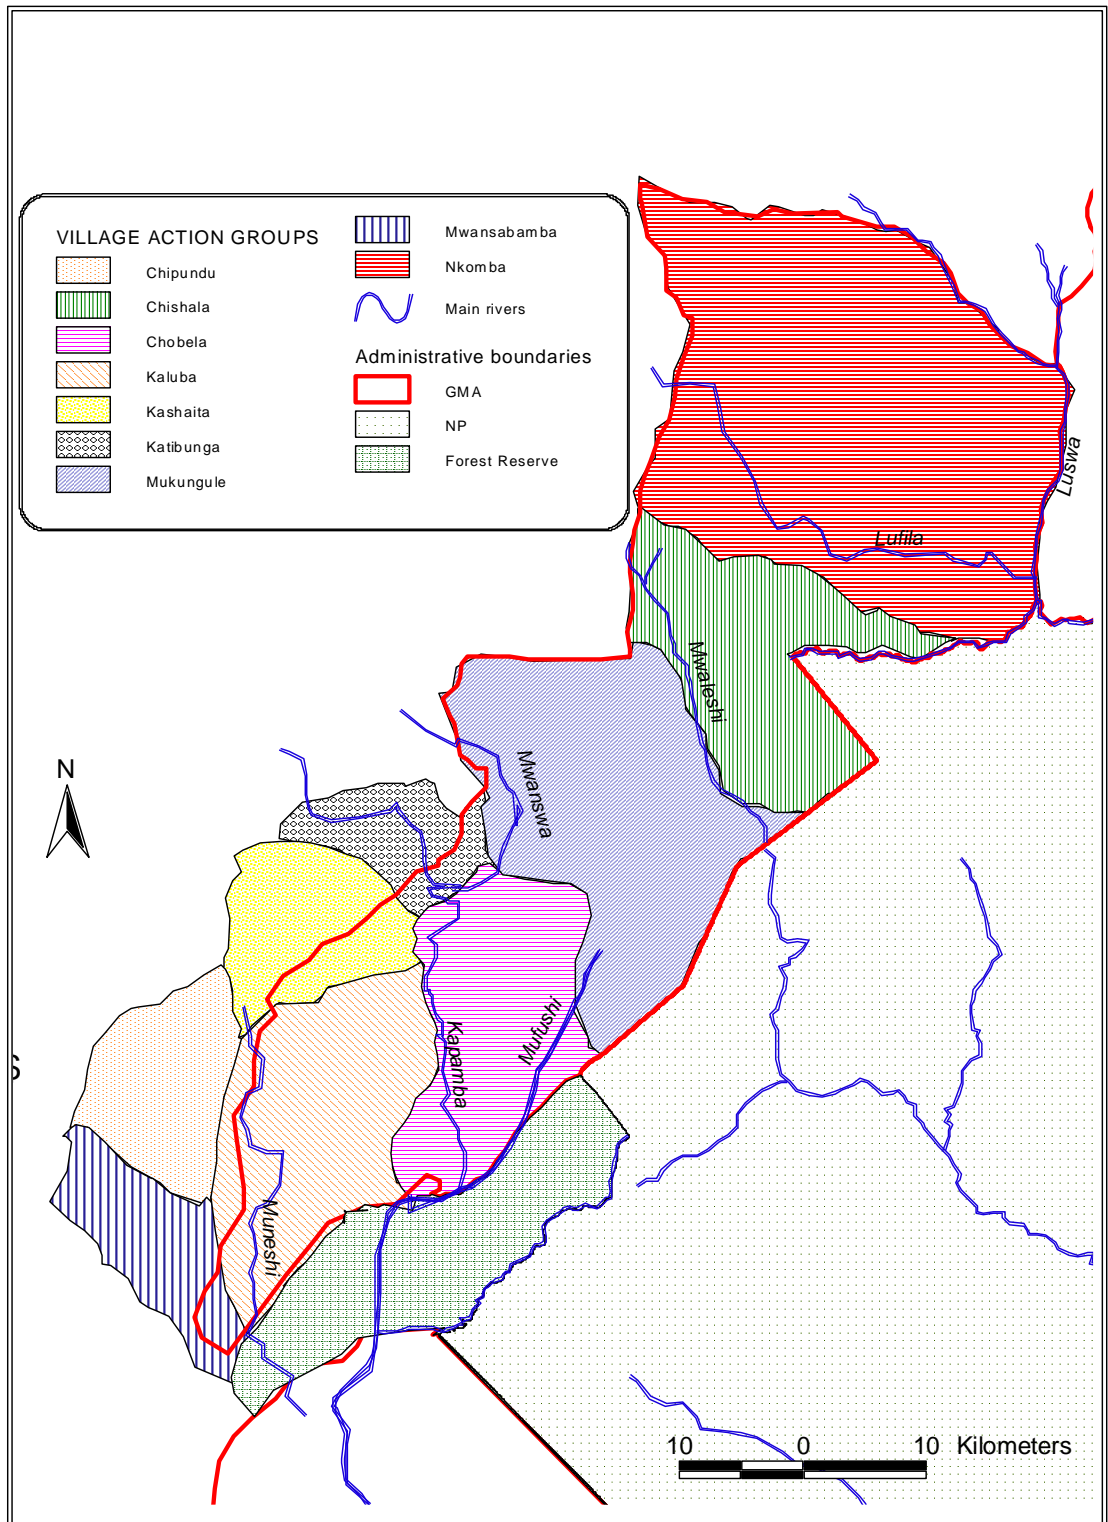 VILLAGE ACTION GROUPS
Chipundu
Chishala
Chobela
Kaluba
Kashaita
Katibunga
Mukungule
Mwansabamba
Nkomba
Main rivers
Administrative boundaries
GMA
NP
Forest Reserve
Luswa
Lufila
Mwaleshi
Mwanswa
N
Mufushi
Kapamba
S
Muneshi
10 0 10 Kilometers